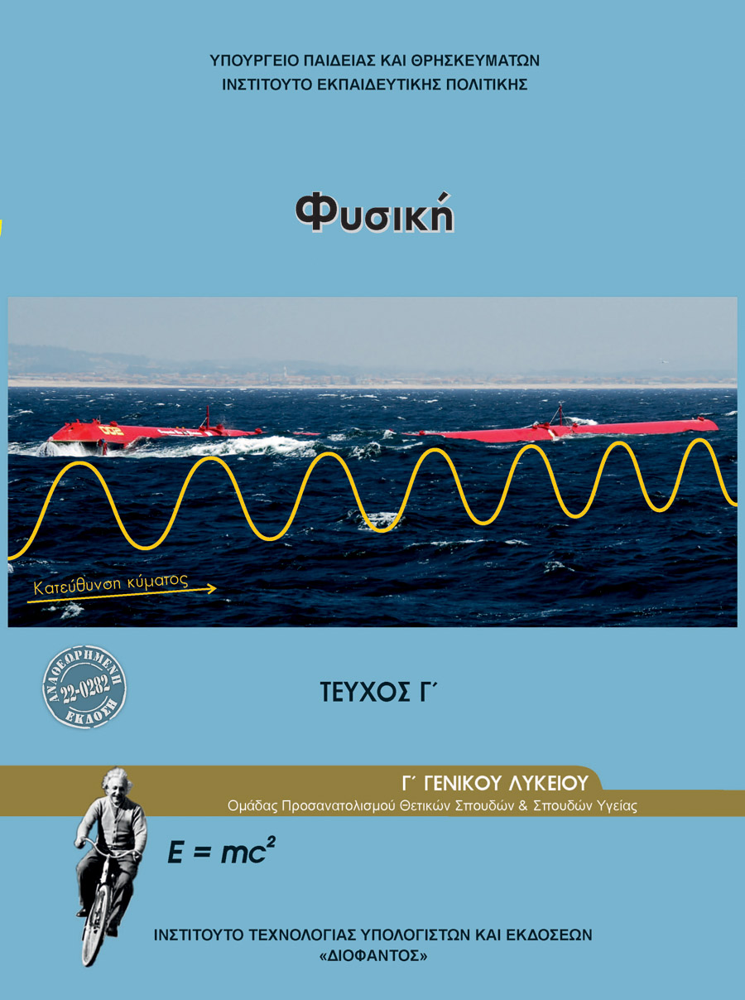 ΥΠΟΥΡΓΕΙΟ ΠΑΙΔΕΙΑΣ ΚΑΙ ΘΡΗΣΚΕΥΜΑΤΩΝ
ΙΝΣΤΙΤΟΥΤΟ ΕΚΠΑΙΔΕΥΤΙΚΗΣ ΠΟΛΙΤΙΚΗΣ
Φυσική
002
Κατεύθυνση κύματος
ΑΝΑΘΕΩΡΗΜΕΝΗ
22-0282
ΕΚΔΟΣΗ
ΤΕΥΧΟΣ Γ΄
Γ΄ ΓΕΝΙΚΟΥ ΛΥΚΕΙΟΥ
Ομάδας Προσανατολισμού Θετικών Σπουδών & Σπουδών Υγείας
E = mc²
ΙΝΣΤΙΤΟΥΤΟ ΤΕΧΝΟΛΟΓΙΑΣ ΥΠΟΛΟΓΙΣΤΩΝ ΚΑΙ ΕΚΔΟΣΕΩΝ
«ΔΙΟΦΑΝΤΟΣ»